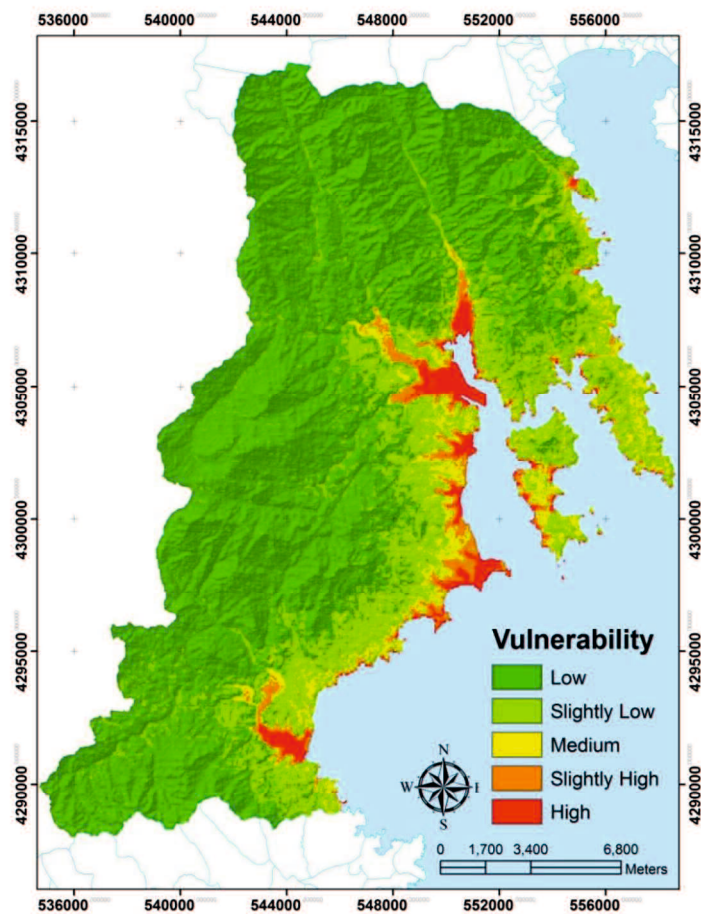 536000 540000 544000 548000 552000 556000
4315000 4315000
4310000 4310000
4305000 4305000
4300000 4300000
4295000 4295000
4290000 4290000
Vulnerability
Low
Slightly Low
Medium
Slightly High
High
N
W
S
0 1,700 3,400 6,800
Meters
536000 540000 544000 548000 552000 556000